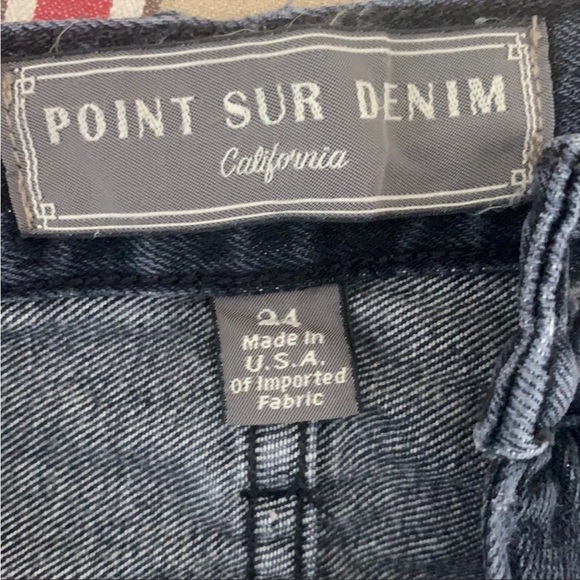 POINT SUR DENIM
California
24
Made in
U.S.A.
Of Imported
Fabric